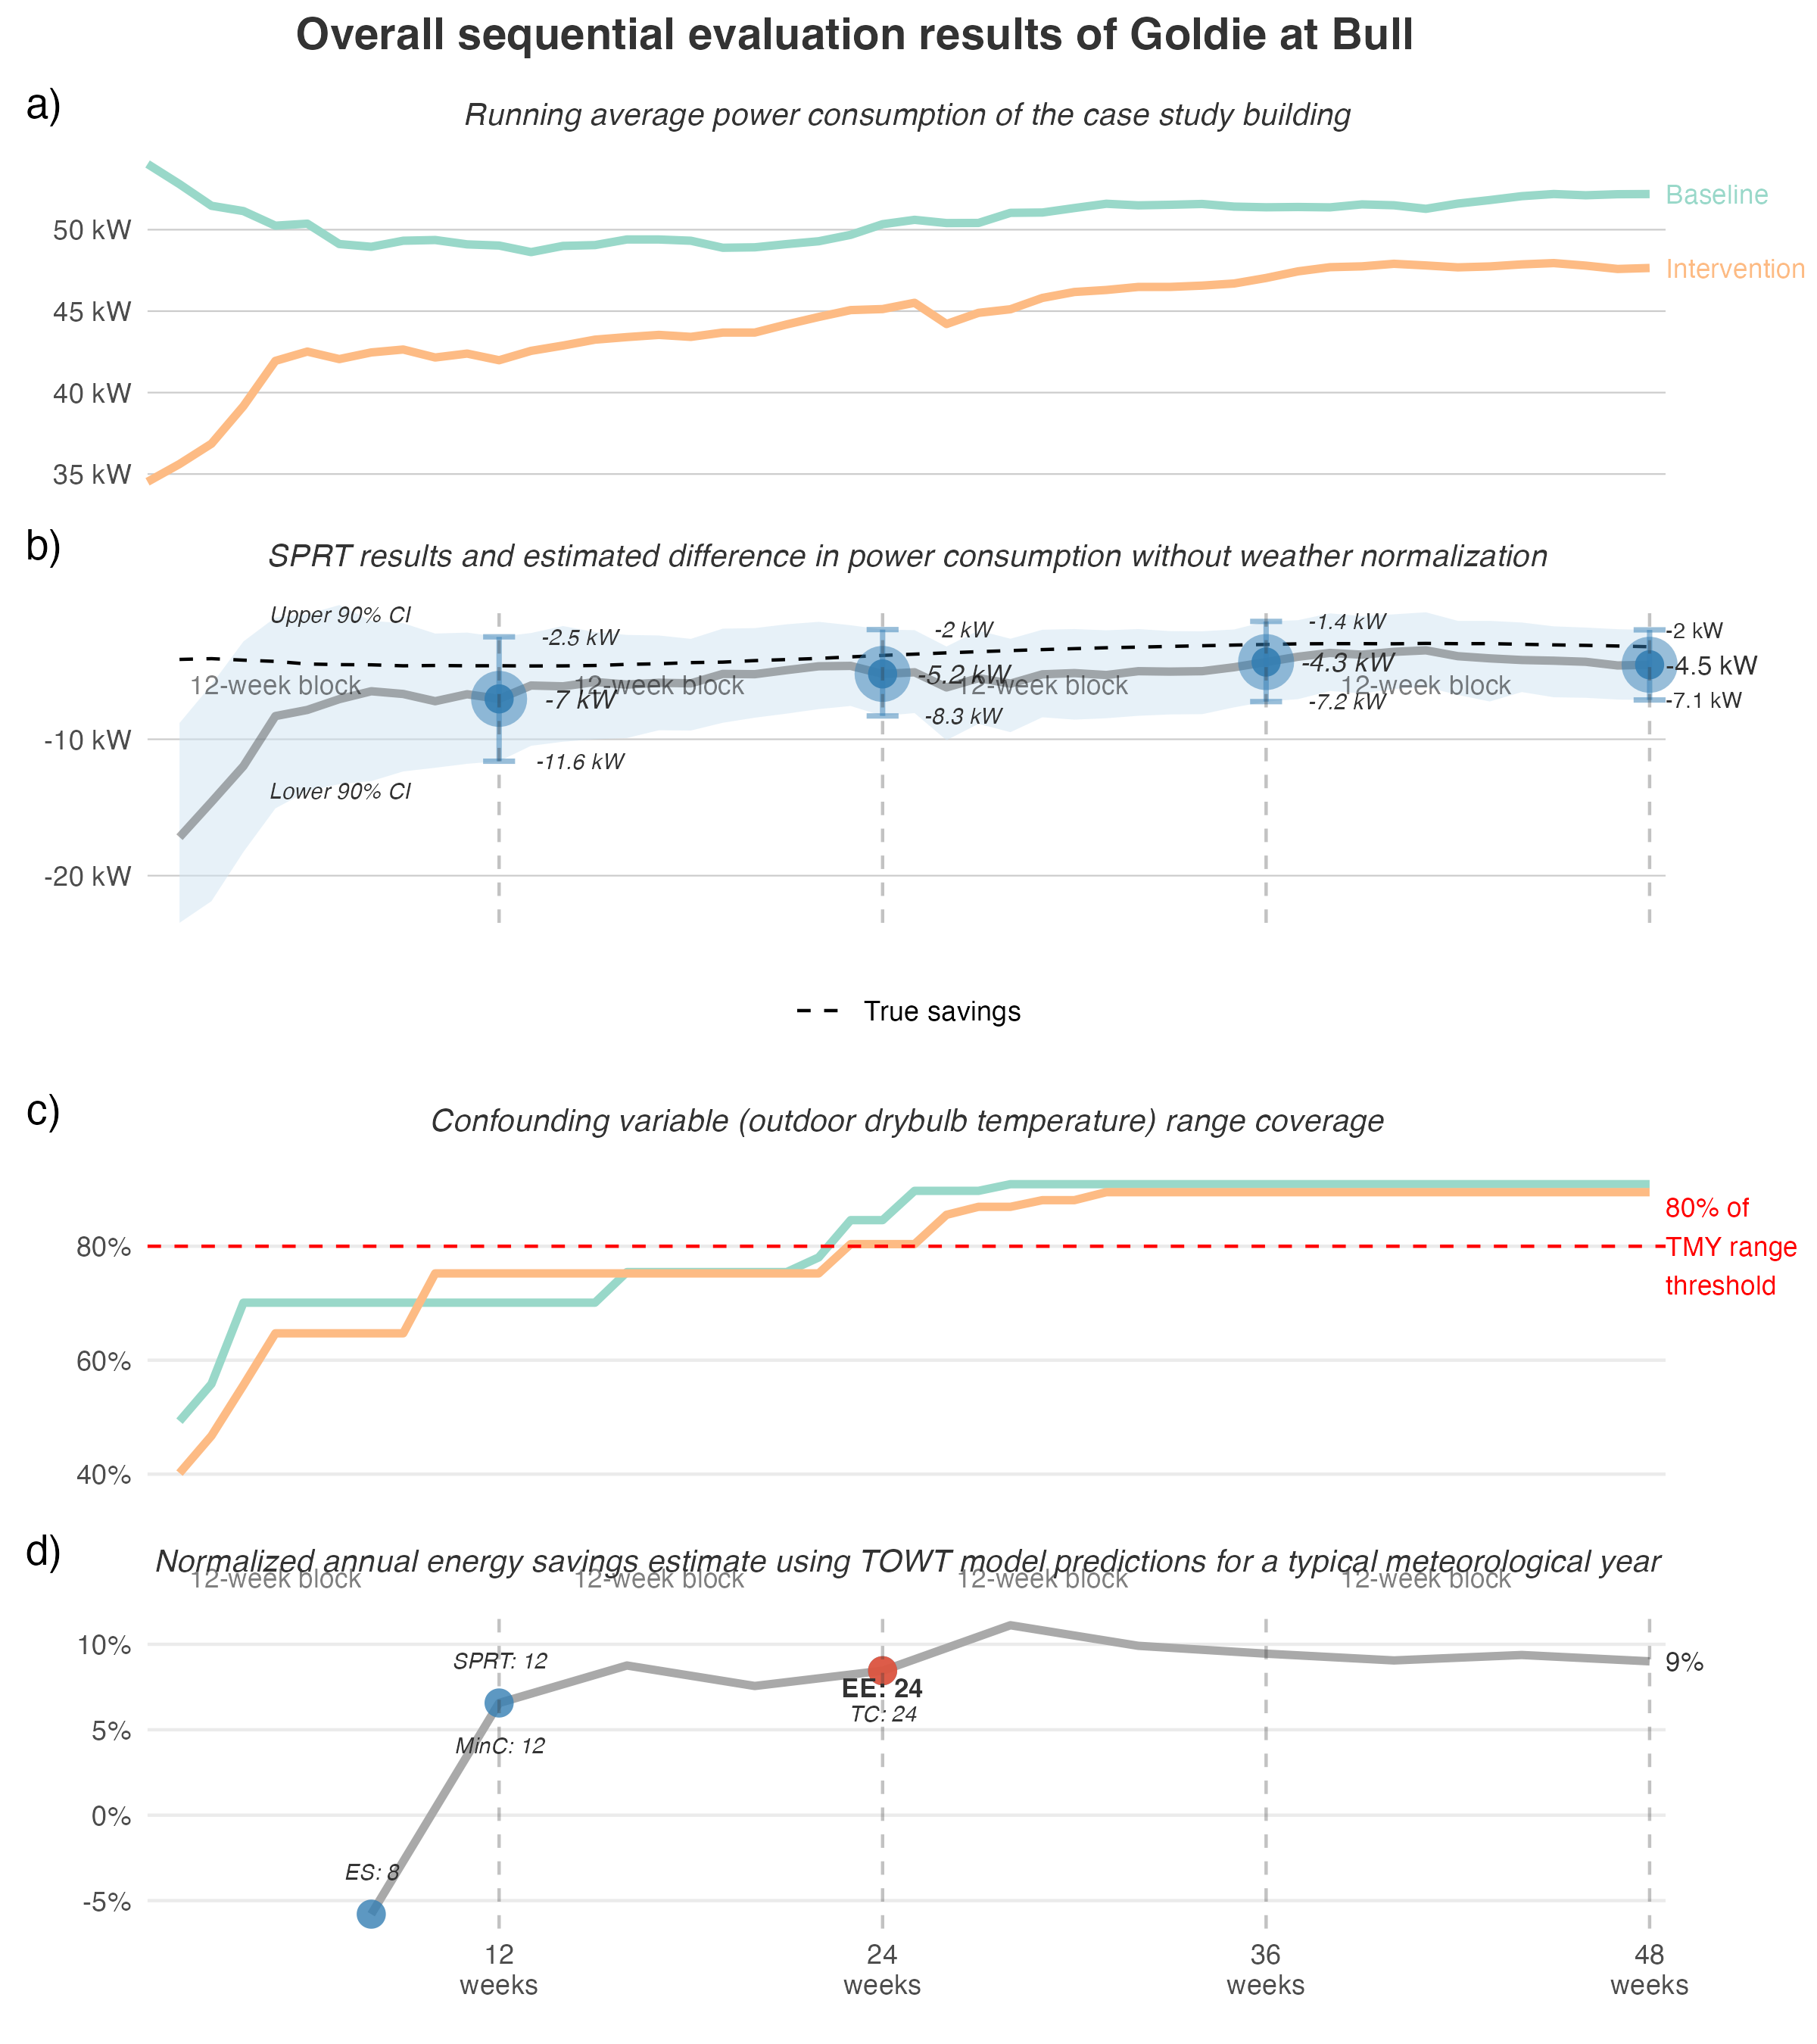 Overall sequential evaluation results of Goldie at Bull
a)
Running average power consumption of the case study building
50 kW
45 kW
40 kW
35 kW
Baseline
Intervention
b)
SPRT results and estimated difference in power consumption without weather normalization
Upper 90% CI
Lower 90% CI
12-week block
12-week block
12-week block
12-week block
-2.5 kW
-7 kW
-11.6 kW
-2 kW
-5.2 kW
-8.3 kW
-1.4 kW
-4.3 kW
-7.2 kW
-2 kW
-4.5 kW
-7.1 kW
-10 kW
-20 kW
True savings
c)
Confounding variable (outdoor drybulb temperature) range coverage
80%
60%
40%
80% of
TMY range
threshold
d)
Normalized annual energy savings estimate using TOWT model predictions for a typical meteorological year
12-week block
12-week block
12-week block
12-week block
10%
5%
0%
-5%
SPRT: 12
MinC: 12
ES: 8
EE: 24
TC: 24
9%
12
weeks
24
weeks
36
weeks
48
weeks